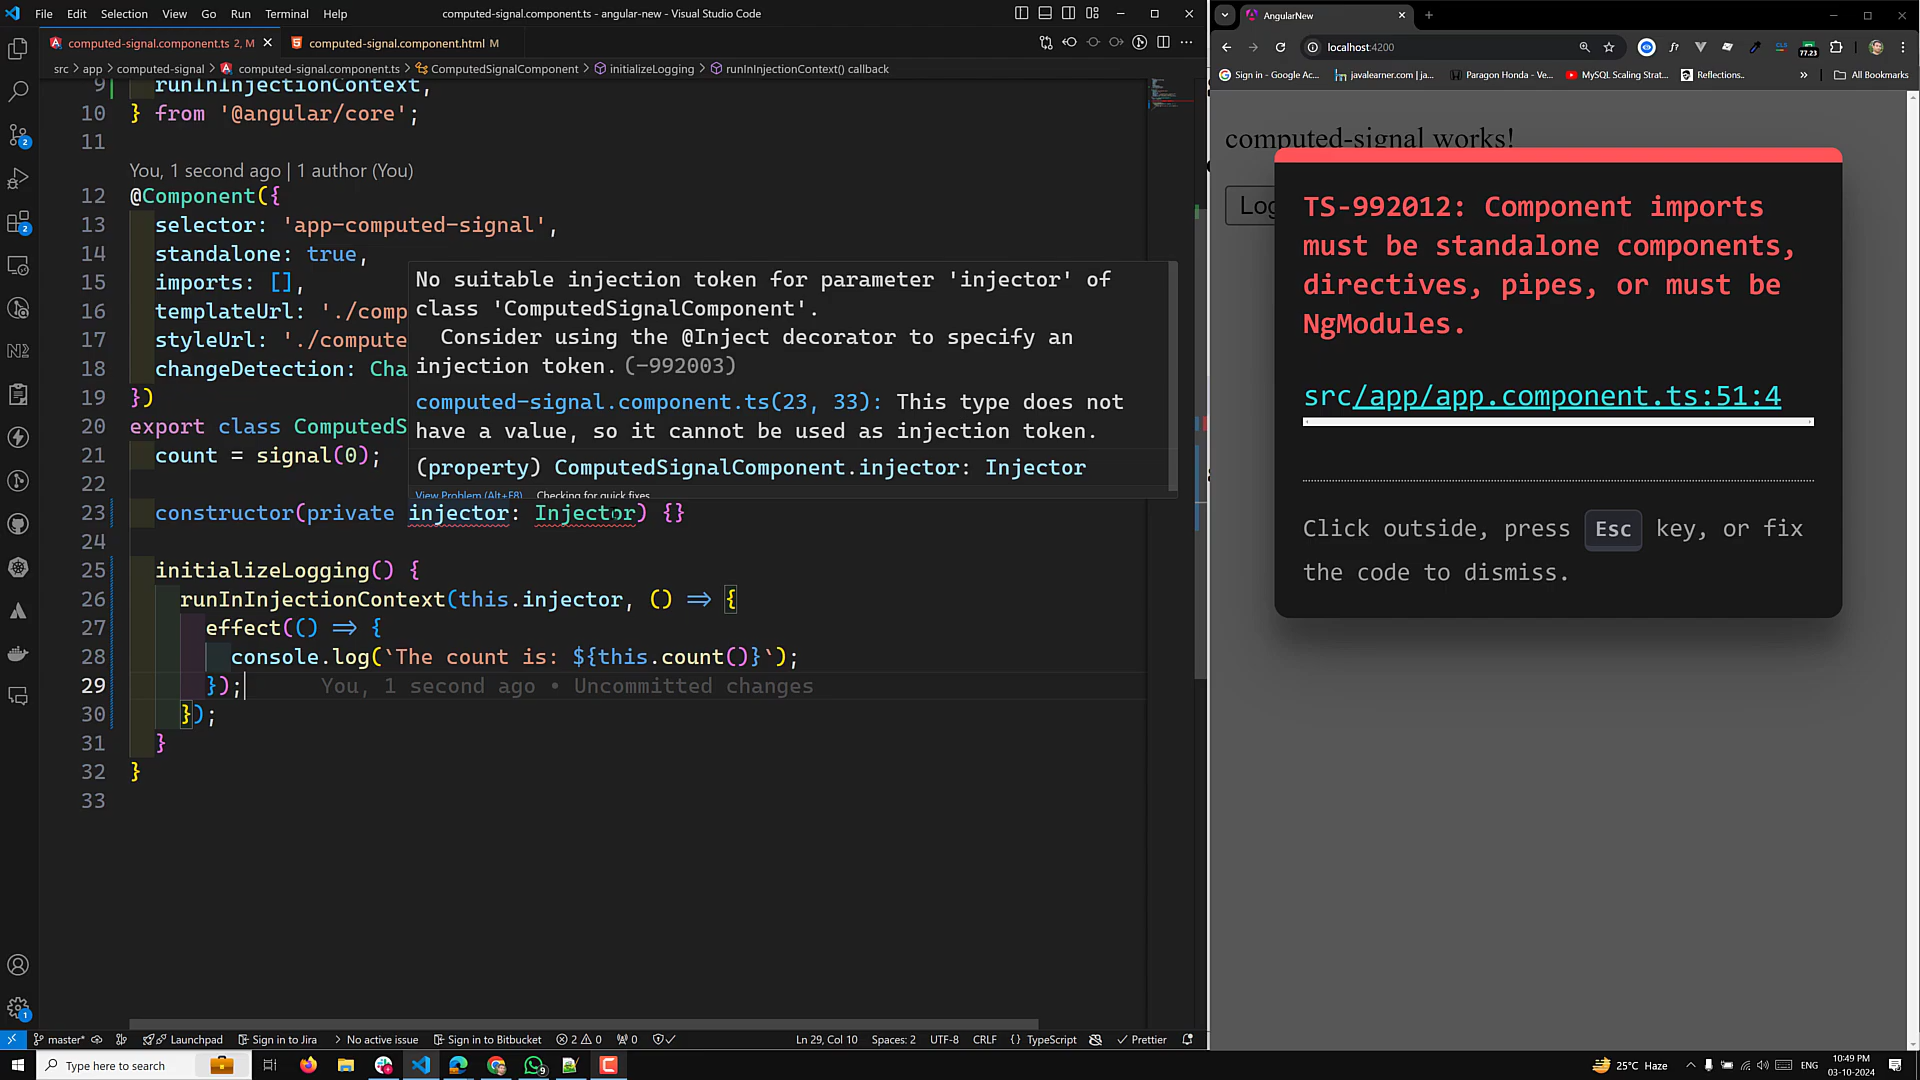 File Edit Selection View Go Run Terminal Help
computed-signal.component.ts - angular-new - Visual Studio Code
computed-signal.component.ts 2, M
computed-signal.component.html M
src > app > computed-signal > computed-signal.component.ts > ComputedSignalComponent > initializeLogging > runInInjectionContext() callback
9 runInInjectionContext,
10 } from '@angular/core';
11
You, 1 second ago | 1 author (You)
12 @Component({
13 selector: 'app-computed-signal',
14 standalone: true,
15 imports: [],
16 templateUrl: './comp
17 styleUrl: './compute
18 changeDetection: Cha
19 })
20 export class ComputedS
21 count = signal(0);
22
No suitable injection token for parameter 'injector' of
class 'ComputedSignalComponent'.
Consider using the @Inject decorator to specify an
injection token. (-992003)
computed-signal.component.ts(23, 33): This type does not
have a value, so it cannot be used as injection token.
(property) ComputedSignalComponent.injector: Injector
View Problem (Alt+F8) Checking for quick fixes
23 constructor(private injector: Injector) {}
24
25 initializeLogging() {
26 runInInjectionContext(this.injector, () => {
27 effect(() => {
28 console.log(`The count is: ${this.count()}`);
29 }); You, 1 second ago • Uncommitted changes
30 });
31 }
32 }
33
master* Launchpad Sign in to Jira No active issue Sign in to Bitbucket 2 0 0 Ln 29, Col 10 Spaces: 2 UTF-8 CRLF {} TypeScript Prettier
AngularNew
localhost:4200
77.23
Sign in - Google Ac... javalearner.com | ja... Paragon Honda - Ve... MySQL Scaling Strat... Reflections.. » All Bookmarks
computed-signal works!
Log
TS-992012: Component imports
must be standalone components,
directives, pipes, or must be
NgModules.
src/app/app.component.ts:51:4
Click outside, press Esc key, or fix
the code to dismiss.
Type here to search
25°C Haze
ENG
10:49 PM
03-10-2024